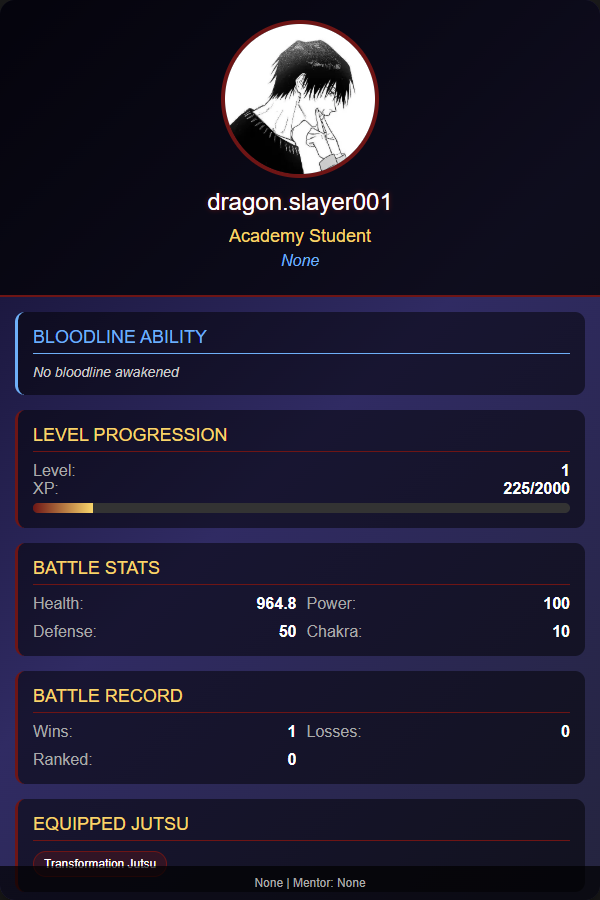 dragon.slayer001
Academy Student
None
BLOODLINE ABILITY
No bloodline awakened
LEVEL PROGRESSION
Level: 1
XP: 225/2000
BATTLE STATS
Health: 964.8 Power: 100
Defense: 50 Chakra: 10
BATTLE RECORD
Wins: 1 Losses: 0
Ranked: 0
EQUIPPED JUTSU
Transformation Jutsu
None | Mentor: None